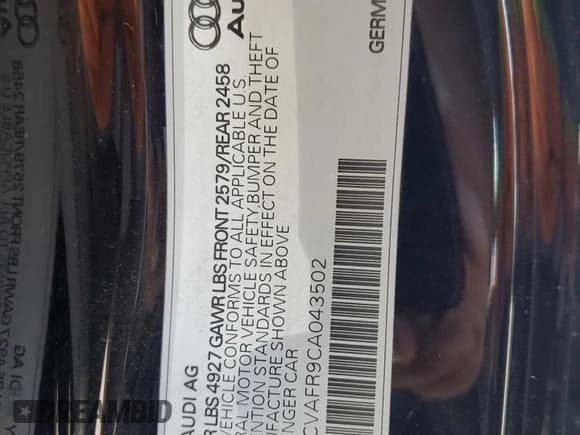 Au
GERM
AUDI AG
R LBS 4927 GAWR LBS FRONT 2579/REAR 2458
VEHICLE CONFORMS TO ALL APPLICABLE U.S.
RAL MOTOR VEHICLE SAFETY,BUMPER AND THEFT
ENTION STANDARDS IN EFFECT ON THE DATE OF
UFACTURE SHOWN ABOVE
NGER CAR
CVAFR9CA043502
DREAMBID